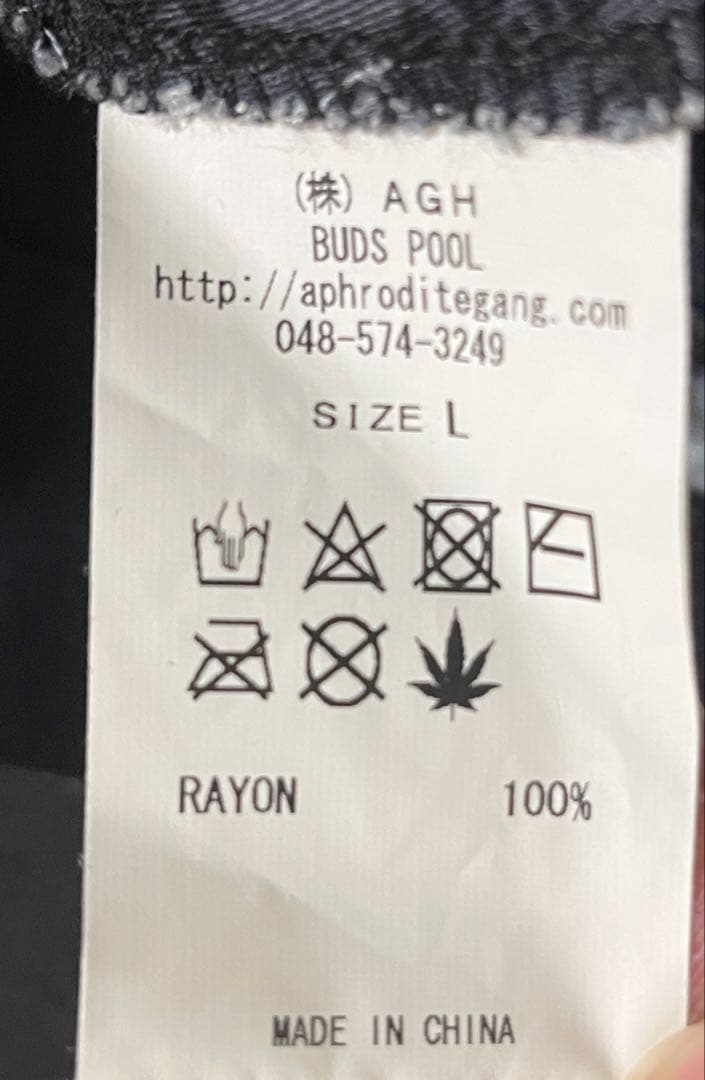 (株) AGH
BUDS POOL
http://aphroditegang.com
048-574-3249
SIZE L
RAYON 100%
MADE IN CHINA